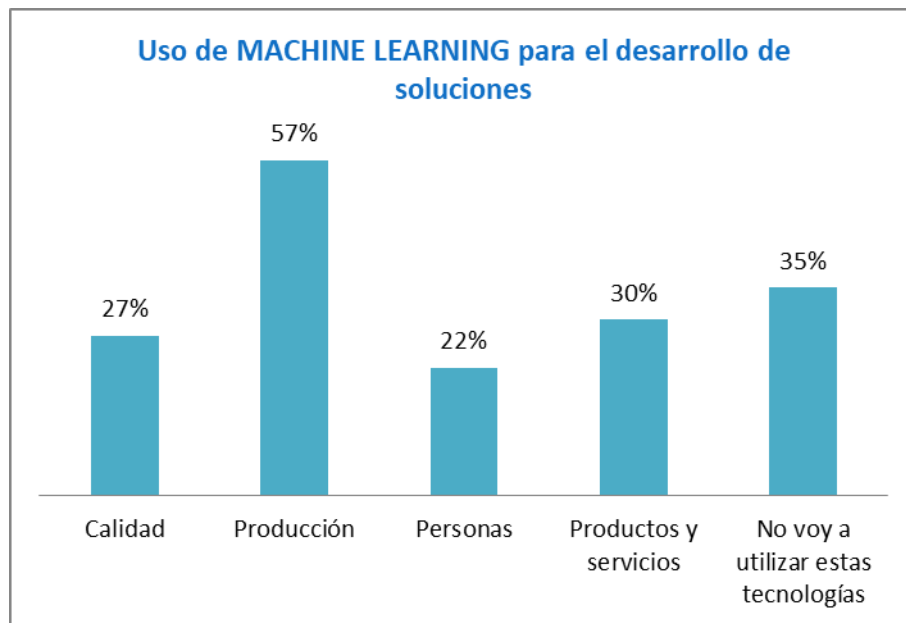 Uso de MACHINE LEARNING para el desarrollo de
soluciones
57%
35%
30%
27%
22%
Calidad
Producción
Personas
Productos y
servicios
No voy a
utilizar estas
tecnologías